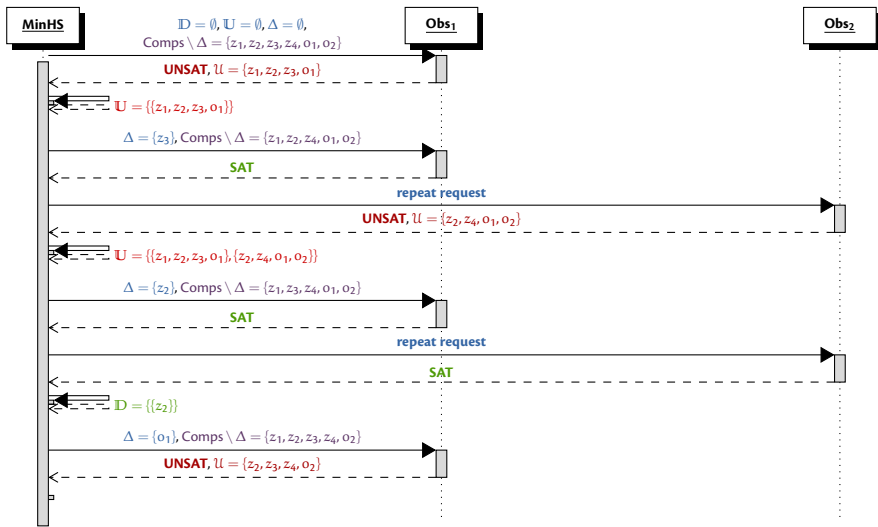 MinHS
𝔻 = ∅, 𝕌 = ∅, Δ = ∅,
Obs₁
Obs₂
Comps \ Δ = {z₁, z₂, z₃, z₄, o₁, o₂}
UNSAT, 𝒰 = {z₁, z₂, z₃, o₁}
𝕌 = {{z₁, z₂, z₃, o₁}}
Δ = {z₃}, Comps \ Δ = {z₁, z₂, z₄, o₁, o₂}
SAT
repeat request
UNSAT, 𝒰 = {z₂, z₄, o₁, o₂}
𝕌 = {{z₁, z₂, z₃, o₁},{z₂, z₄, o₁, o₂}}
Δ = {z₂}, Comps \ Δ = {z₁, z₃, z₄, o₁, o₂}
SAT
repeat request
SAT
𝔻 = {{z₂}}
Δ = {o₁}, Comps \ Δ = {z₁, z₂, z₃, z₄, o₂}
UNSAT, 𝒰 = {z₂, z₃, z₄, o₂}